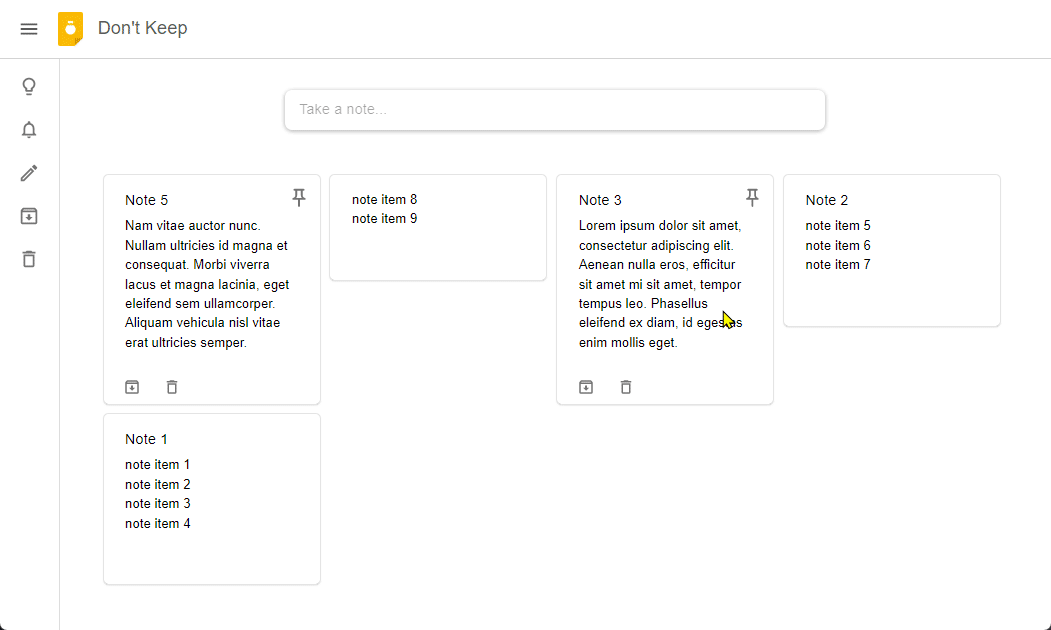 Don't Keep
Take a note...
Note 5
Nam vitae auctor nunc.
Nullam ultricies id magna et
consequat. Morbi viverra
lacus et magna lacinia, eget
eleifend sem ullamcorper.
Aliquam vehicula nisl vitae
erat ultricies semper.
note item 8
note item 9
Note 3
Lorem ipsum dolor sit amet,
consectetur adipiscing elit.
Aenean nulla eros, efficitur
sit amet mi sit amet, tempor
tempus leo. Phasellus
eleifend ex diam, id egestas
enim mollis eget.
Note 2
note item 5
note item 6
note item 7
Note 1
note item 1
note item 2
note item 3
note item 4